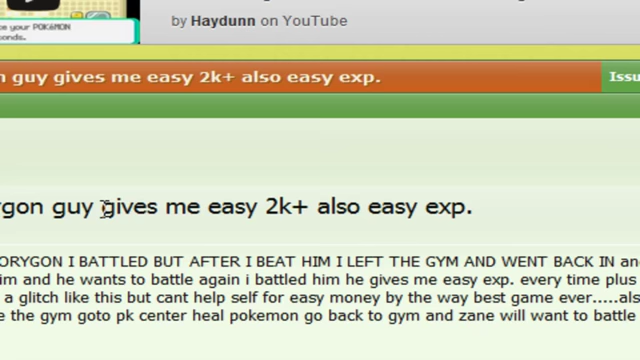 e your POKéMON
conds.
by Haydunn on YouTube
guy gives me easy 2k+ also easy exp.
Issu
ygon guy gives me easy 2k+ also easy exp.
ORYGON I BATTLED BUT AFTER I BEAT HIM I LEFT THE GYM AND WENT BACK IN an
im and he wants to battle again i battled him he gives me easy exp. every time plus
a glitch like this but cant help self for easy money by the way best game ever.....als
e the gym goto pk center heal pokemon go back to gym and zane will want to battle